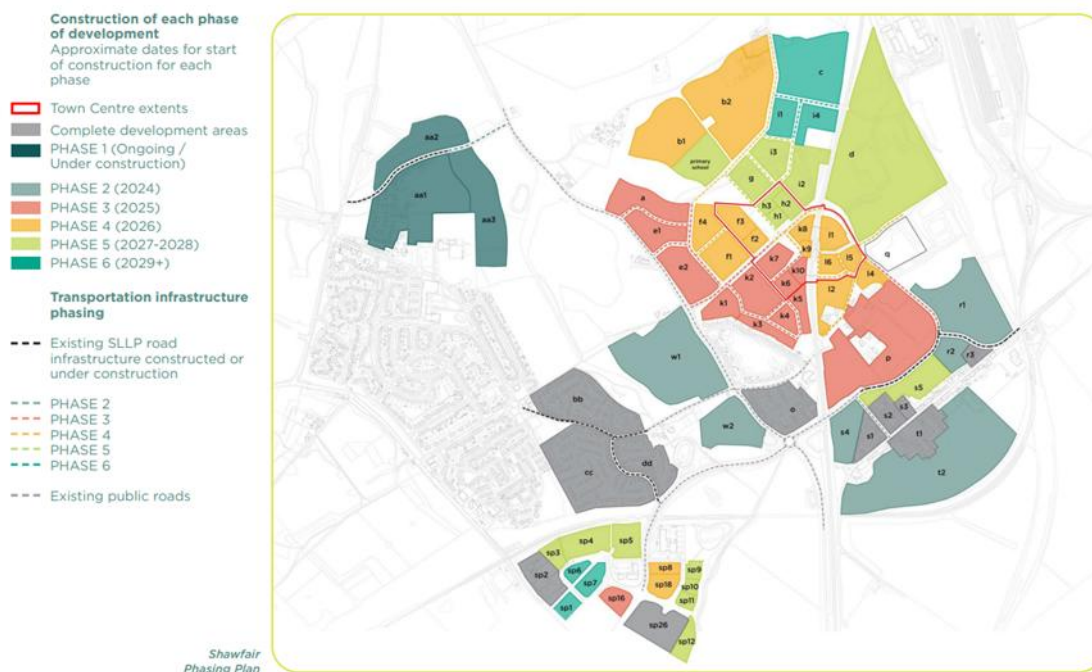 Construction of each phase
of development
Approximate dates for start
of construction for each
phase
Town Centre extents
Complete development areas
PHASE 1 (Ongoing /
Under construction)
PHASE 2 (2024)
PHASE 3 (2025)
PHASE 4 (2026)
PHASE 5 (2027-2028)
PHASE 6 (2029+)
Transportation infrastructure
phasing
Existing SLLP road
infrastructure constructed or
under construction
PHASE 2
PHASE 3
PHASE 4
PHASE 5
PHASE 6
Existing public roads
Shawfair
Phasing Plan
c
b2
i1
i4
aa2
b1
i3
primary
school
d
g
i2
aa1
a
h3
h2
h1
aa3
f4
f3
e1
f2
k8
l1
k9
q
e2
f1
k7
l6
l5
k10
l4
k2
k6
l2
k1
k5
r1
k4
k3
w1
p
r2
r3
s5
bb
o
s3
s2
w2
s4
s1
t1
cc
dd
t2
sp5
sp4
sp3
sp2
sp6
sp7
sp8
sp9
sp18
sp10
sp16
sp11
sp1
sp26
sp12